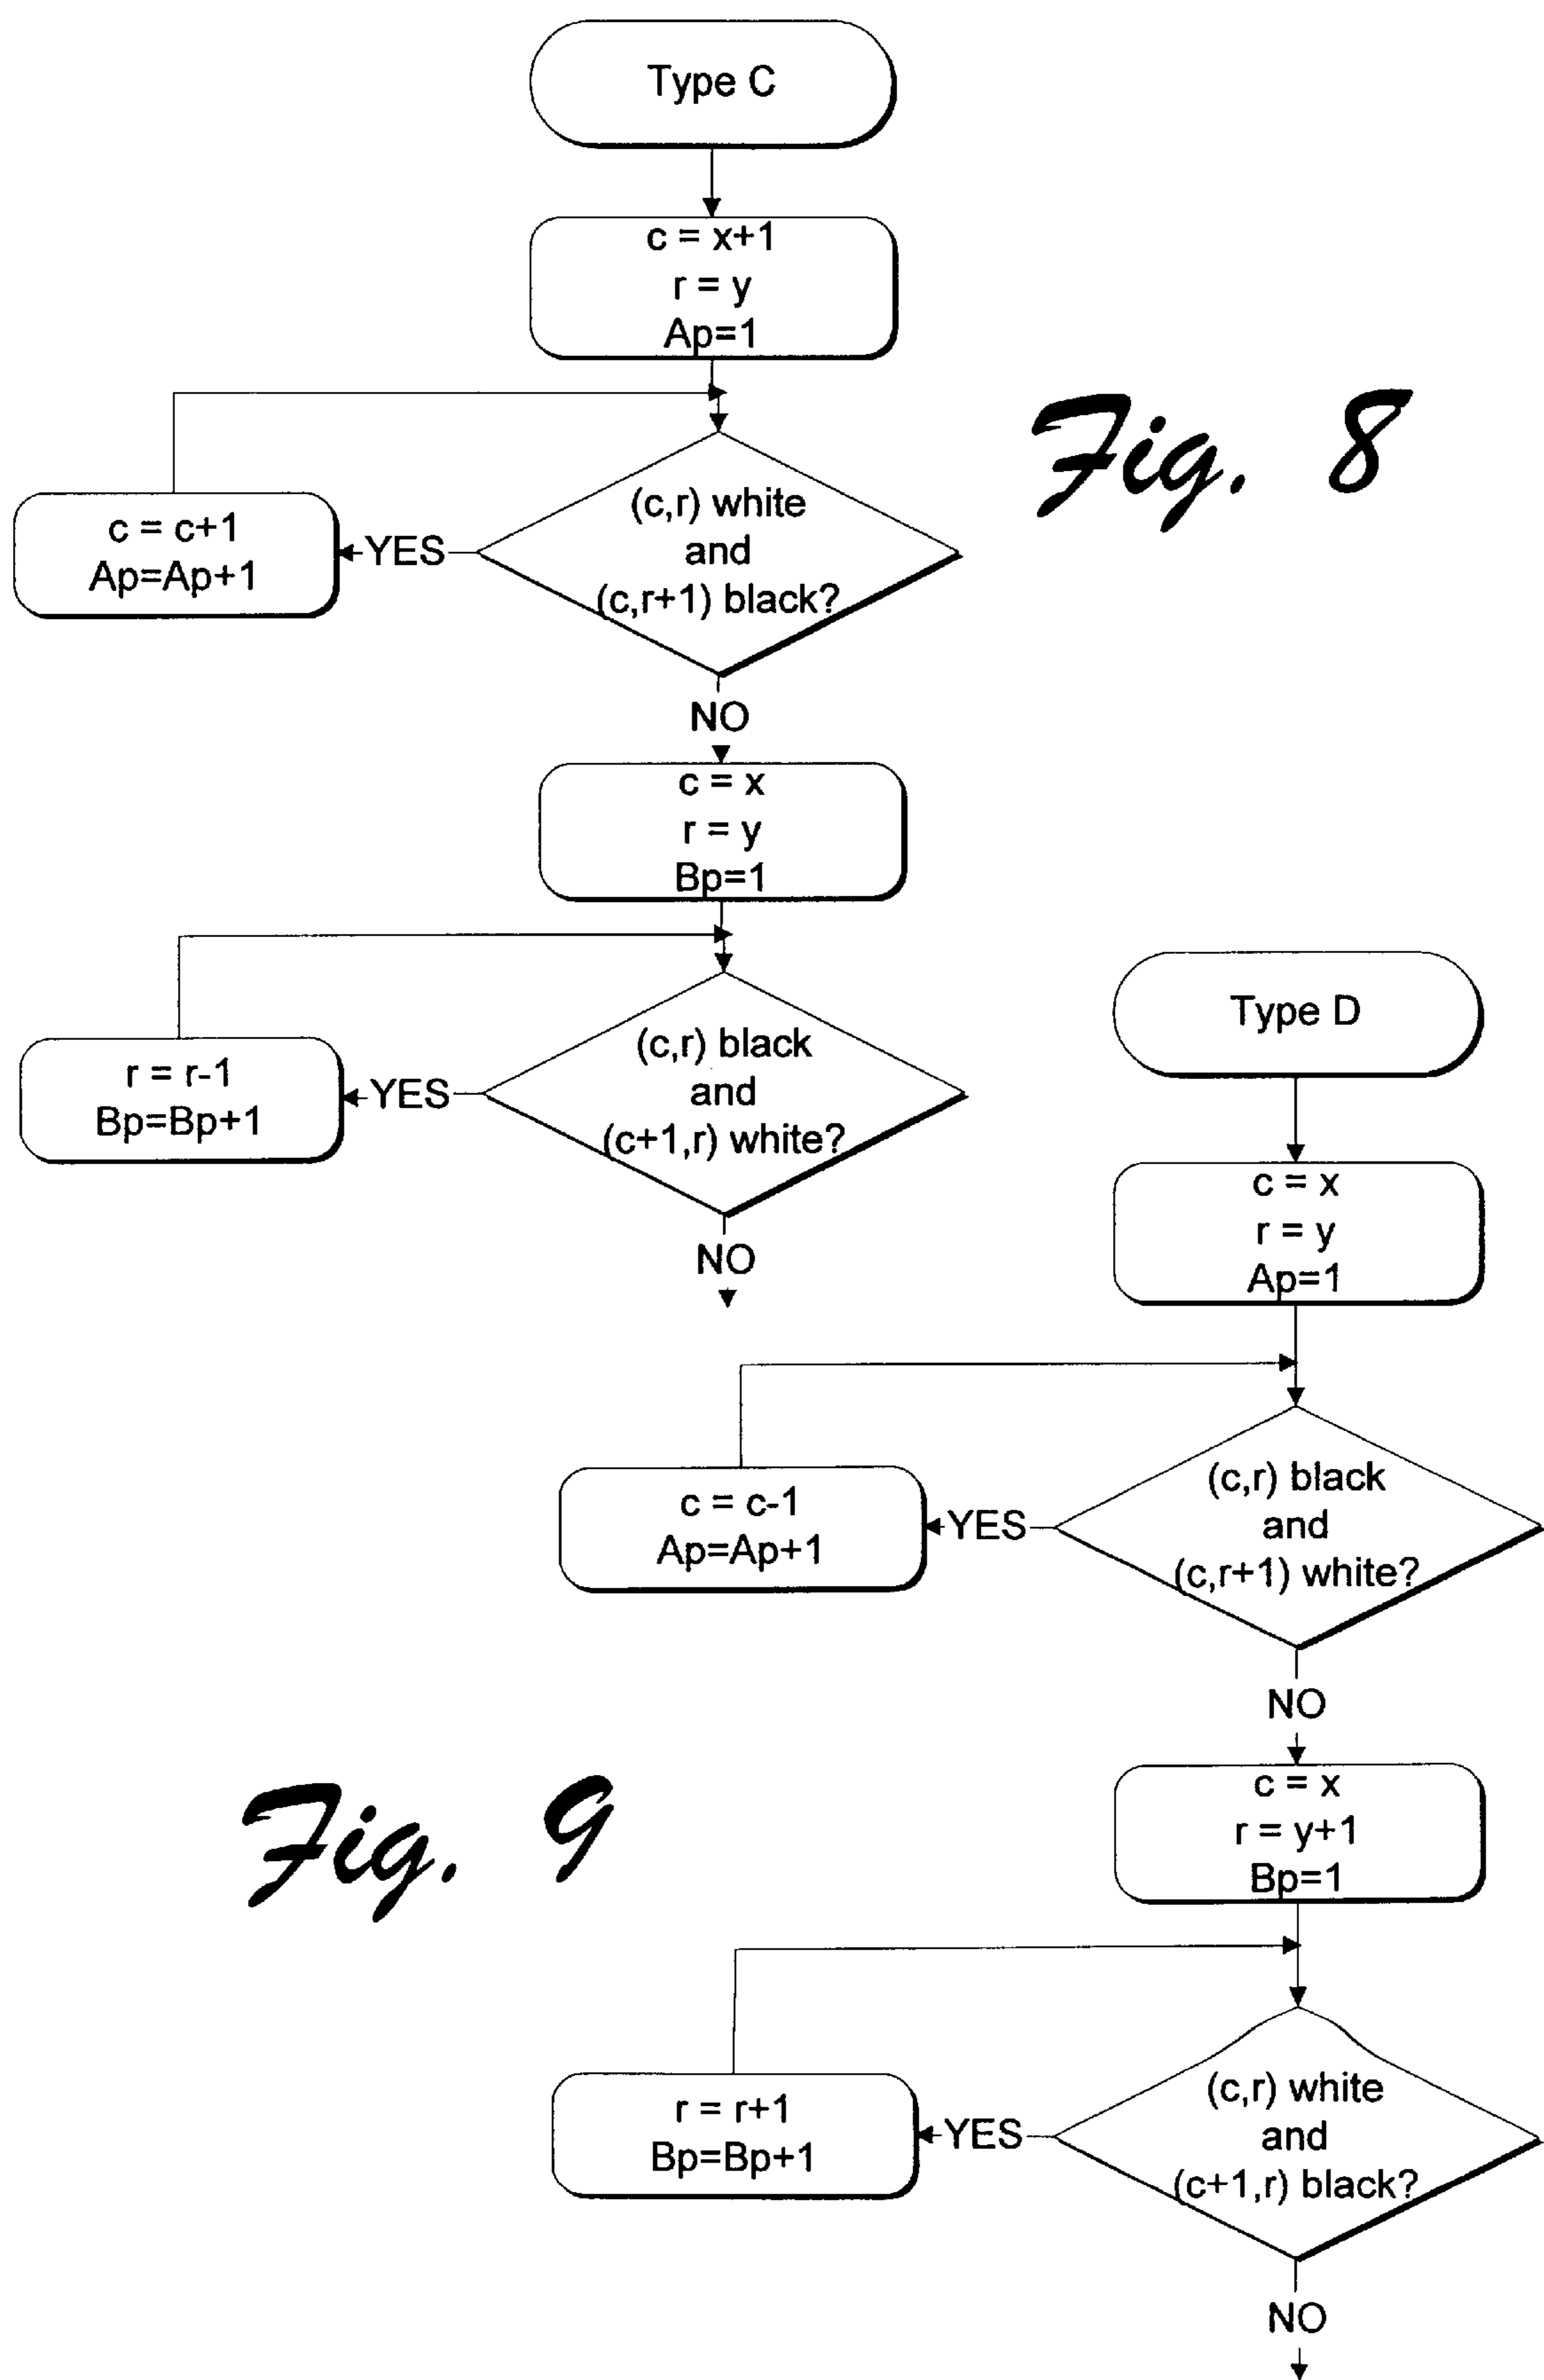 Type C
c = x+1
r = y
Ap=1
Fig. 8
(c,r) white
and
(c,r+1) black?
YES
c = c+1
Ap=Ap+1
NO
c = x
r = y
Bp=1
(c,r) black
and
(c+1,r) white?
YES
r = r-1
Bp=Bp+1
NO
Type D
c = x
r = y
Ap=1
(c,r) black
and
(c,r+1) white?
YES
c = c-1
Ap=Ap+1
NO
c = x
r = y+1
Bp=1
Fig. 9
(c,r) white
and
(c+1,r) black?
YES
r = r+1
Bp=Bp+1
NO